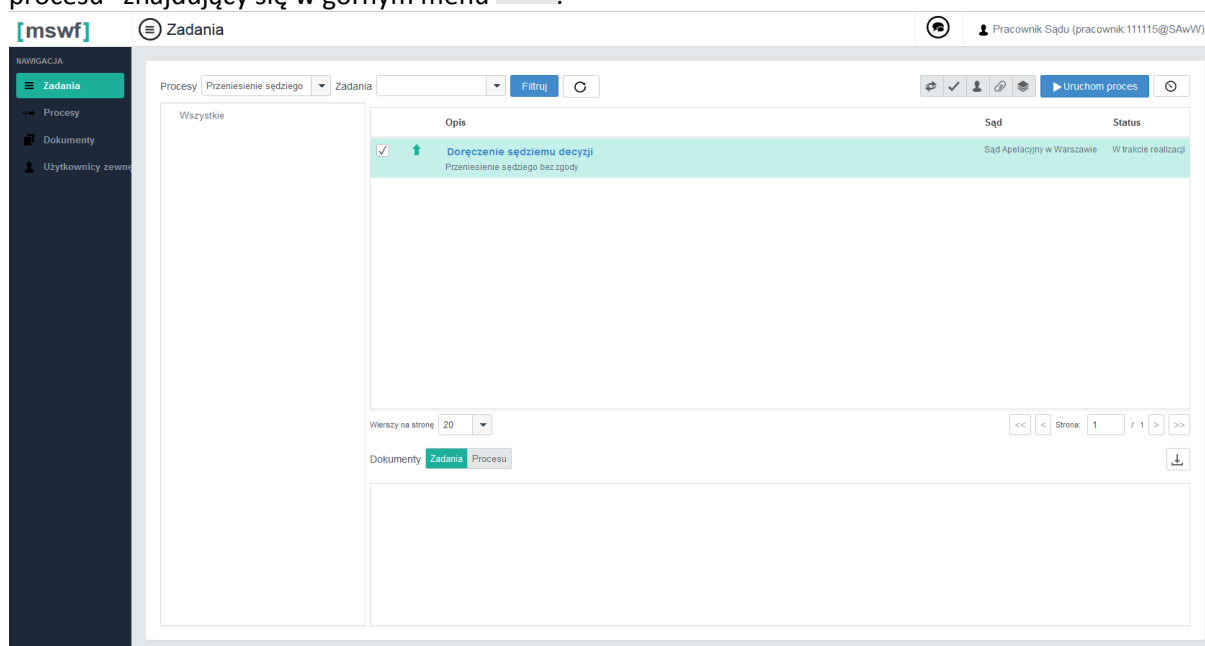 procesu” znajdujący się w górnym menu .
[mswf] Zadania Pracownik Sądu (pracownik:111115@SAwW)
NAWIGACJA
Zadania
Procesy
Dokumenty
Użytkownicy zewnę
Procesy Przeniesienie sędziego Zadania Filtruj Uruchom proces
Wszystkie
Opis Sąd Status
Doręczenie sędziemu decyzji Sąd Apelacyjny w Warszawie W trakcie realizacji
Przeniesienie sędziego bez zgody
Wierszy na stronę 20 << < Strona: 1 / 1 > >>
Dokumenty Zadania Procesu